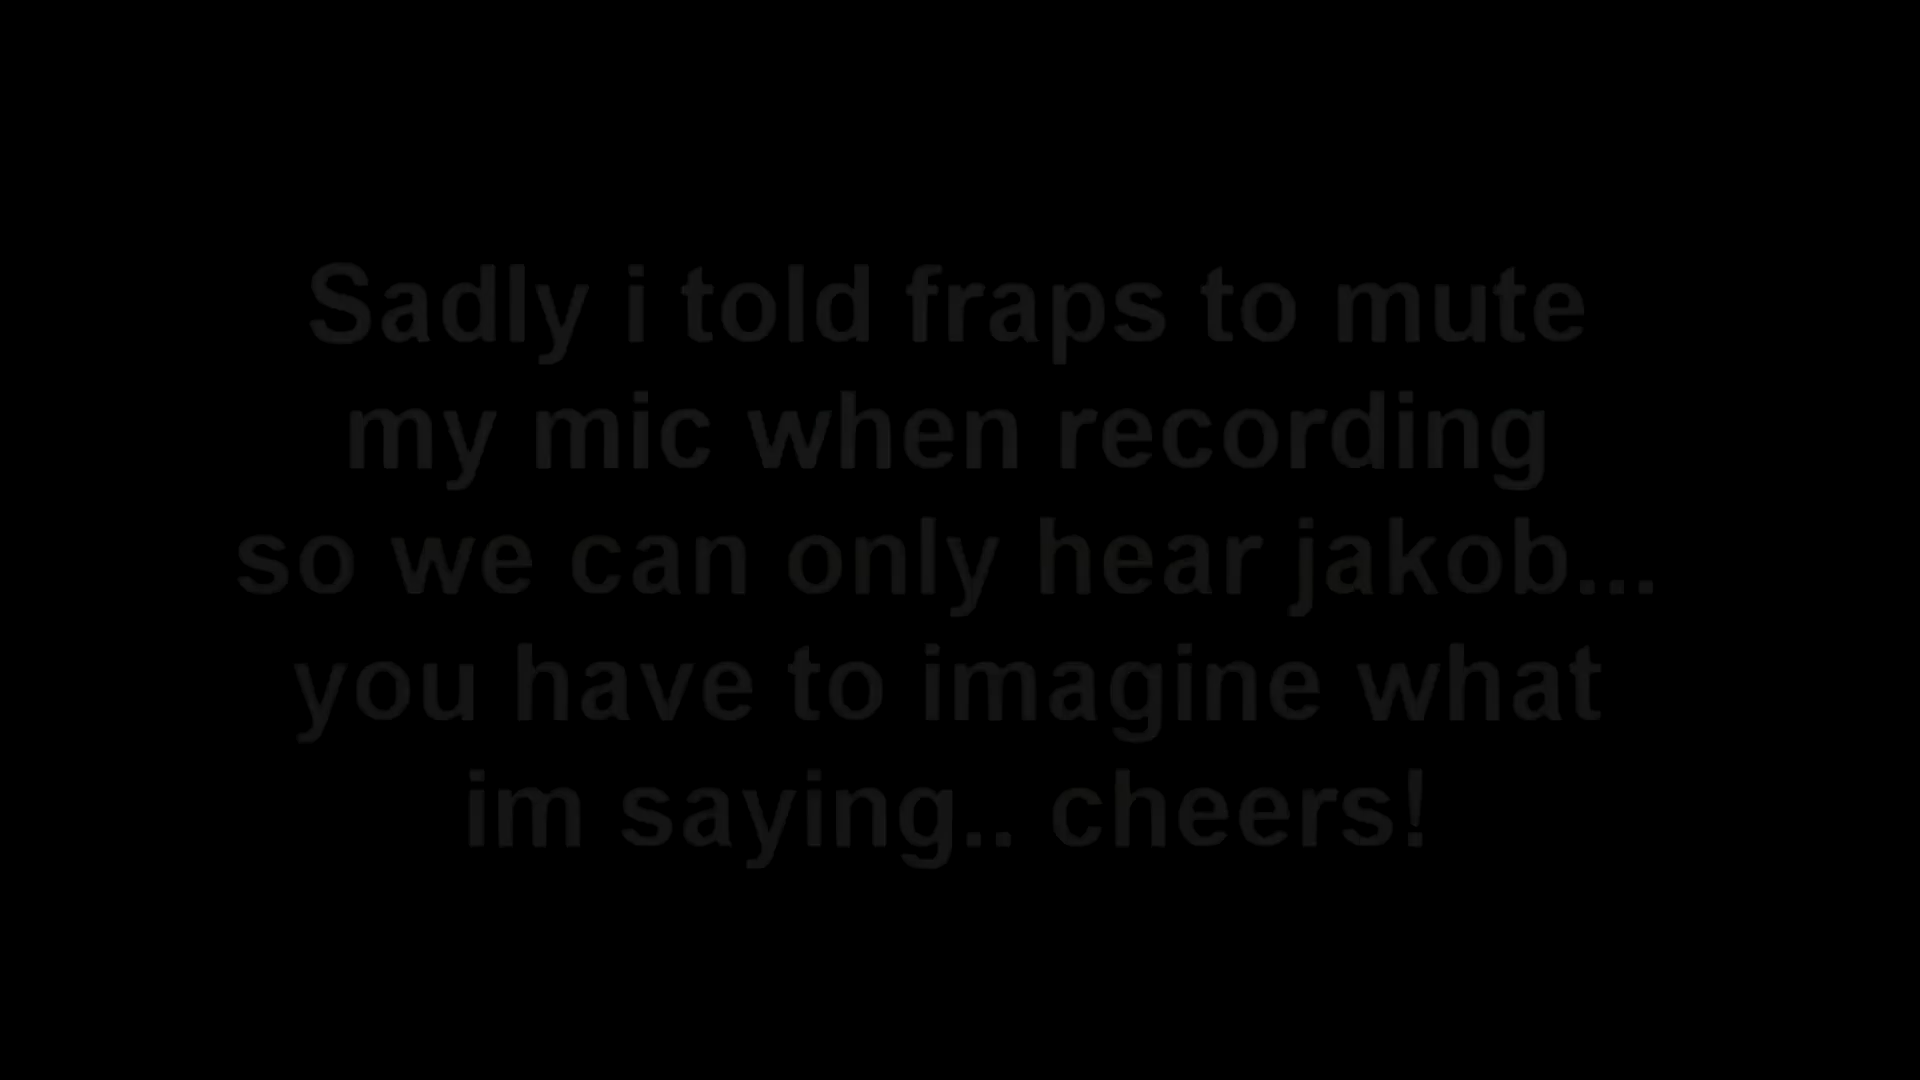 Sadly i told fraps to mute
my mic when recording
so we can only hear jakob...
you have to imagine what
im saying.. cheers!